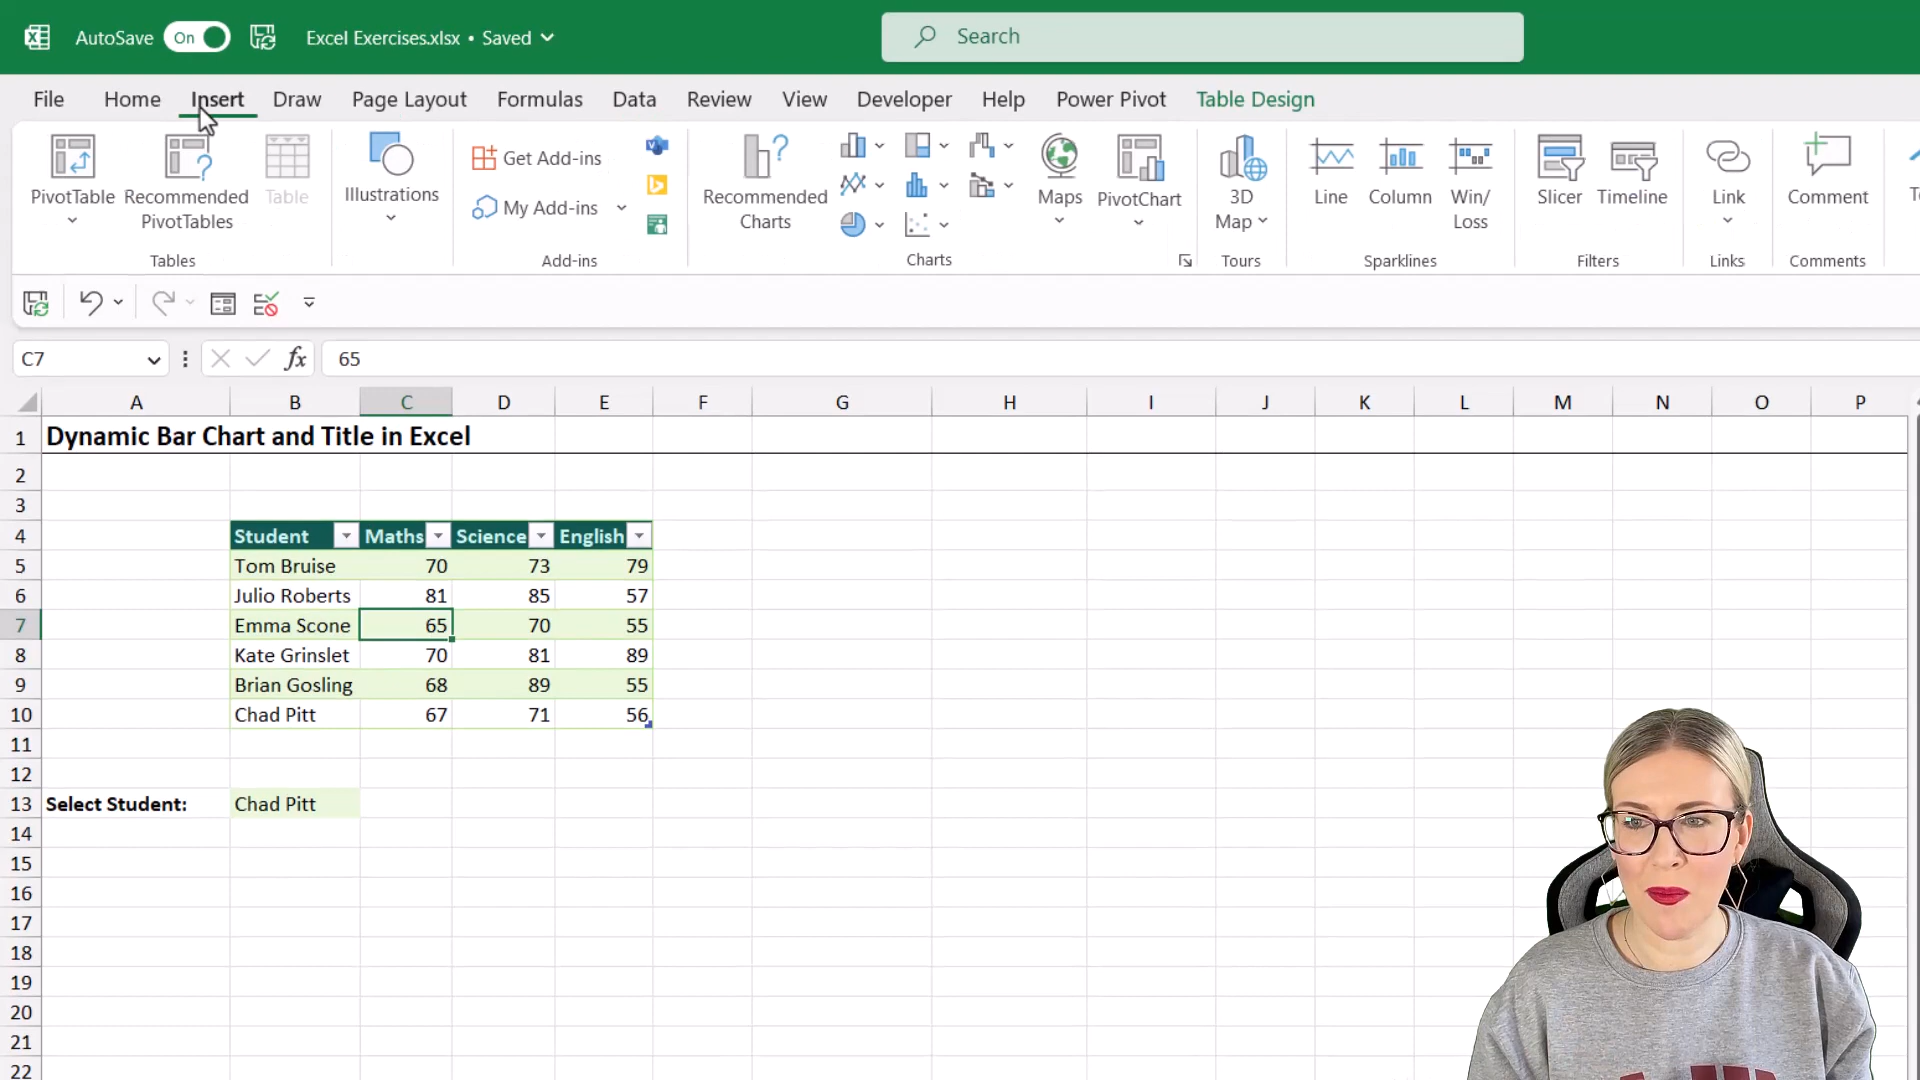 AutoSave On Excel Exercises.xlsx • Saved Search
File Home Insert Draw Page Layout Formulas Data Review View Developer Help Power Pivot Table Design
PivotTable Recommended PivotTables Table Illustrations Get Add-ins My Add-ins Recommended Charts Maps PivotChart 3D Map Line Column Win/Loss Slicer Timeline Link Comment
Tables Add-ins Charts Tours Sparklines Filters Links Comments
C7 fx 65
A B C D E F G H I J K L M N O P
1 Dynamic Bar Chart and Title in Excel
2
3
4 Student Maths Science English
5 Tom Bruise 70 73 79
6 Julio Roberts 81 85 57
7 Emma Scone 65 70 55
8 Kate Grinslet 70 81 89
9 Brian Gosling 68 89 55
10 Chad Pitt 67 71 56
11
12
13 Select Student: Chad Pitt
14
15
16
17
18
19
20
21
22